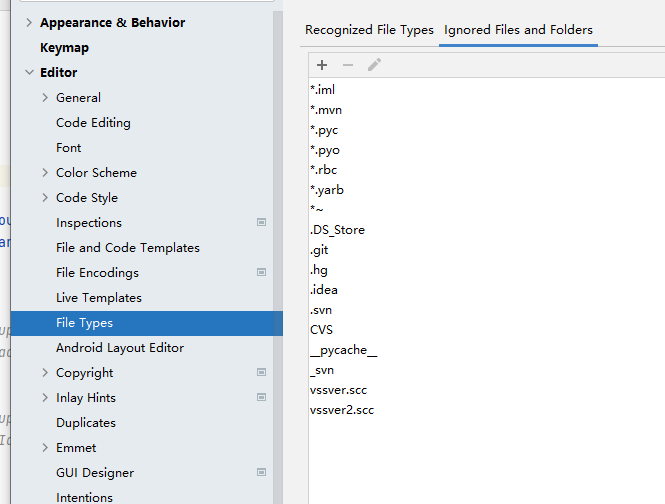 Appearance & Behavior
Keymap
Editor
General
Code Editing
Font
Color Scheme
Code Style
Inspections
File and Code Templates
File Encodings
Live Templates
File Types
Android Layout Editor
Copyright
Inlay Hints
Duplicates
Emmet
GUI Designer
Intentions
Recognized File Types
Ignored Files and Folders
*.iml
*.mvn
*.pyc
*.pyo
*.rbc
*.yarb
*~
.DS_Store
.git
.hg
.idea
.svn
CVS
__pycache__
_svn
vssver.scc
vssver2.scc